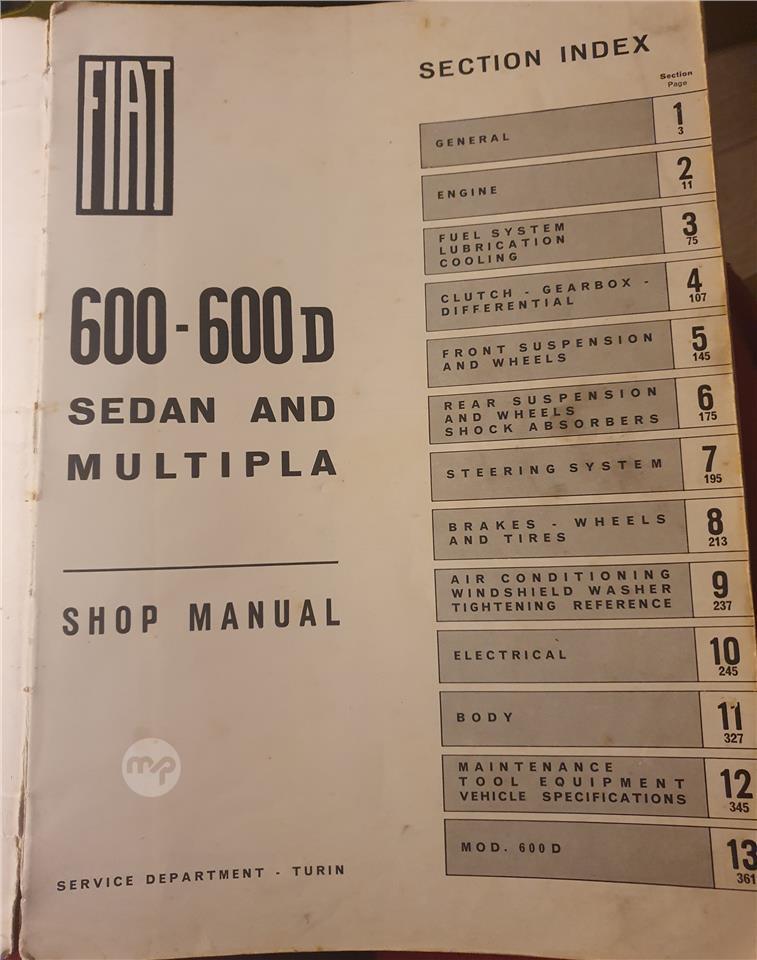 FIAT
600-600D
SEDAN AND
MULTIPLA
SHOP MANUAL
mp
SERVICE DEPARTMENT - TURIN
SECTION INDEX
Section
Page
GENERAL
1
3
ENGINE
2
11
FUEL SYSTEM
LUBRICATION
COOLING
3
75
CLUTCH - GEARBOX -
DIFFERENTIAL
4
107
FRONT SUSPENSION
AND WHEELS
5
145
REAR SUSPENSION
AND WHEELS
SHOCK ABSORBERS
6
175
STEERING SYSTEM
7
195
BRAKES - WHEELS
AND TIRES
8
213
AIR CONDITIONING
WINDSHIELD WASHER
TIGHTENING REFERENCE
9
237
ELECTRICAL
10
245
BODY
11
327
MAINTENANCE
TOOL EQUIPMENT
VEHICLE SPECIFICATIONS
12
345
MOD. 600 D
13
361